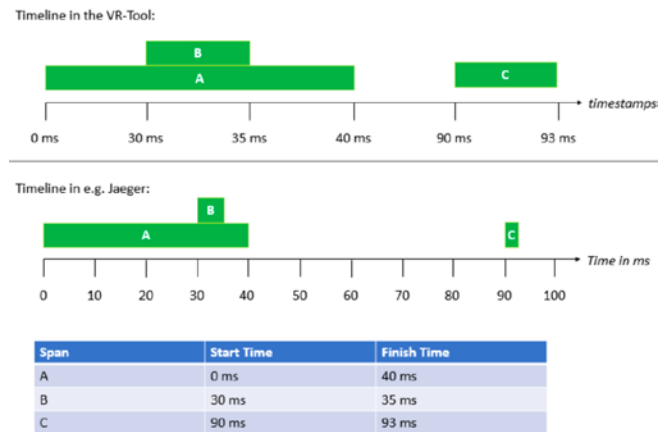 Timeline in the VR-Tool:
B
A
C
timestamps
0 ms 30 ms 35 ms 40 ms 90 ms 93 ms
Timeline in e.g. Jaeger:
B
A
C
Time in ms
0 10 20 30 40 50 60 70 80 90 100
Span Start Time Finish Time
A 0 ms 40 ms
B 30 ms 35 ms
C 90 ms 93 ms